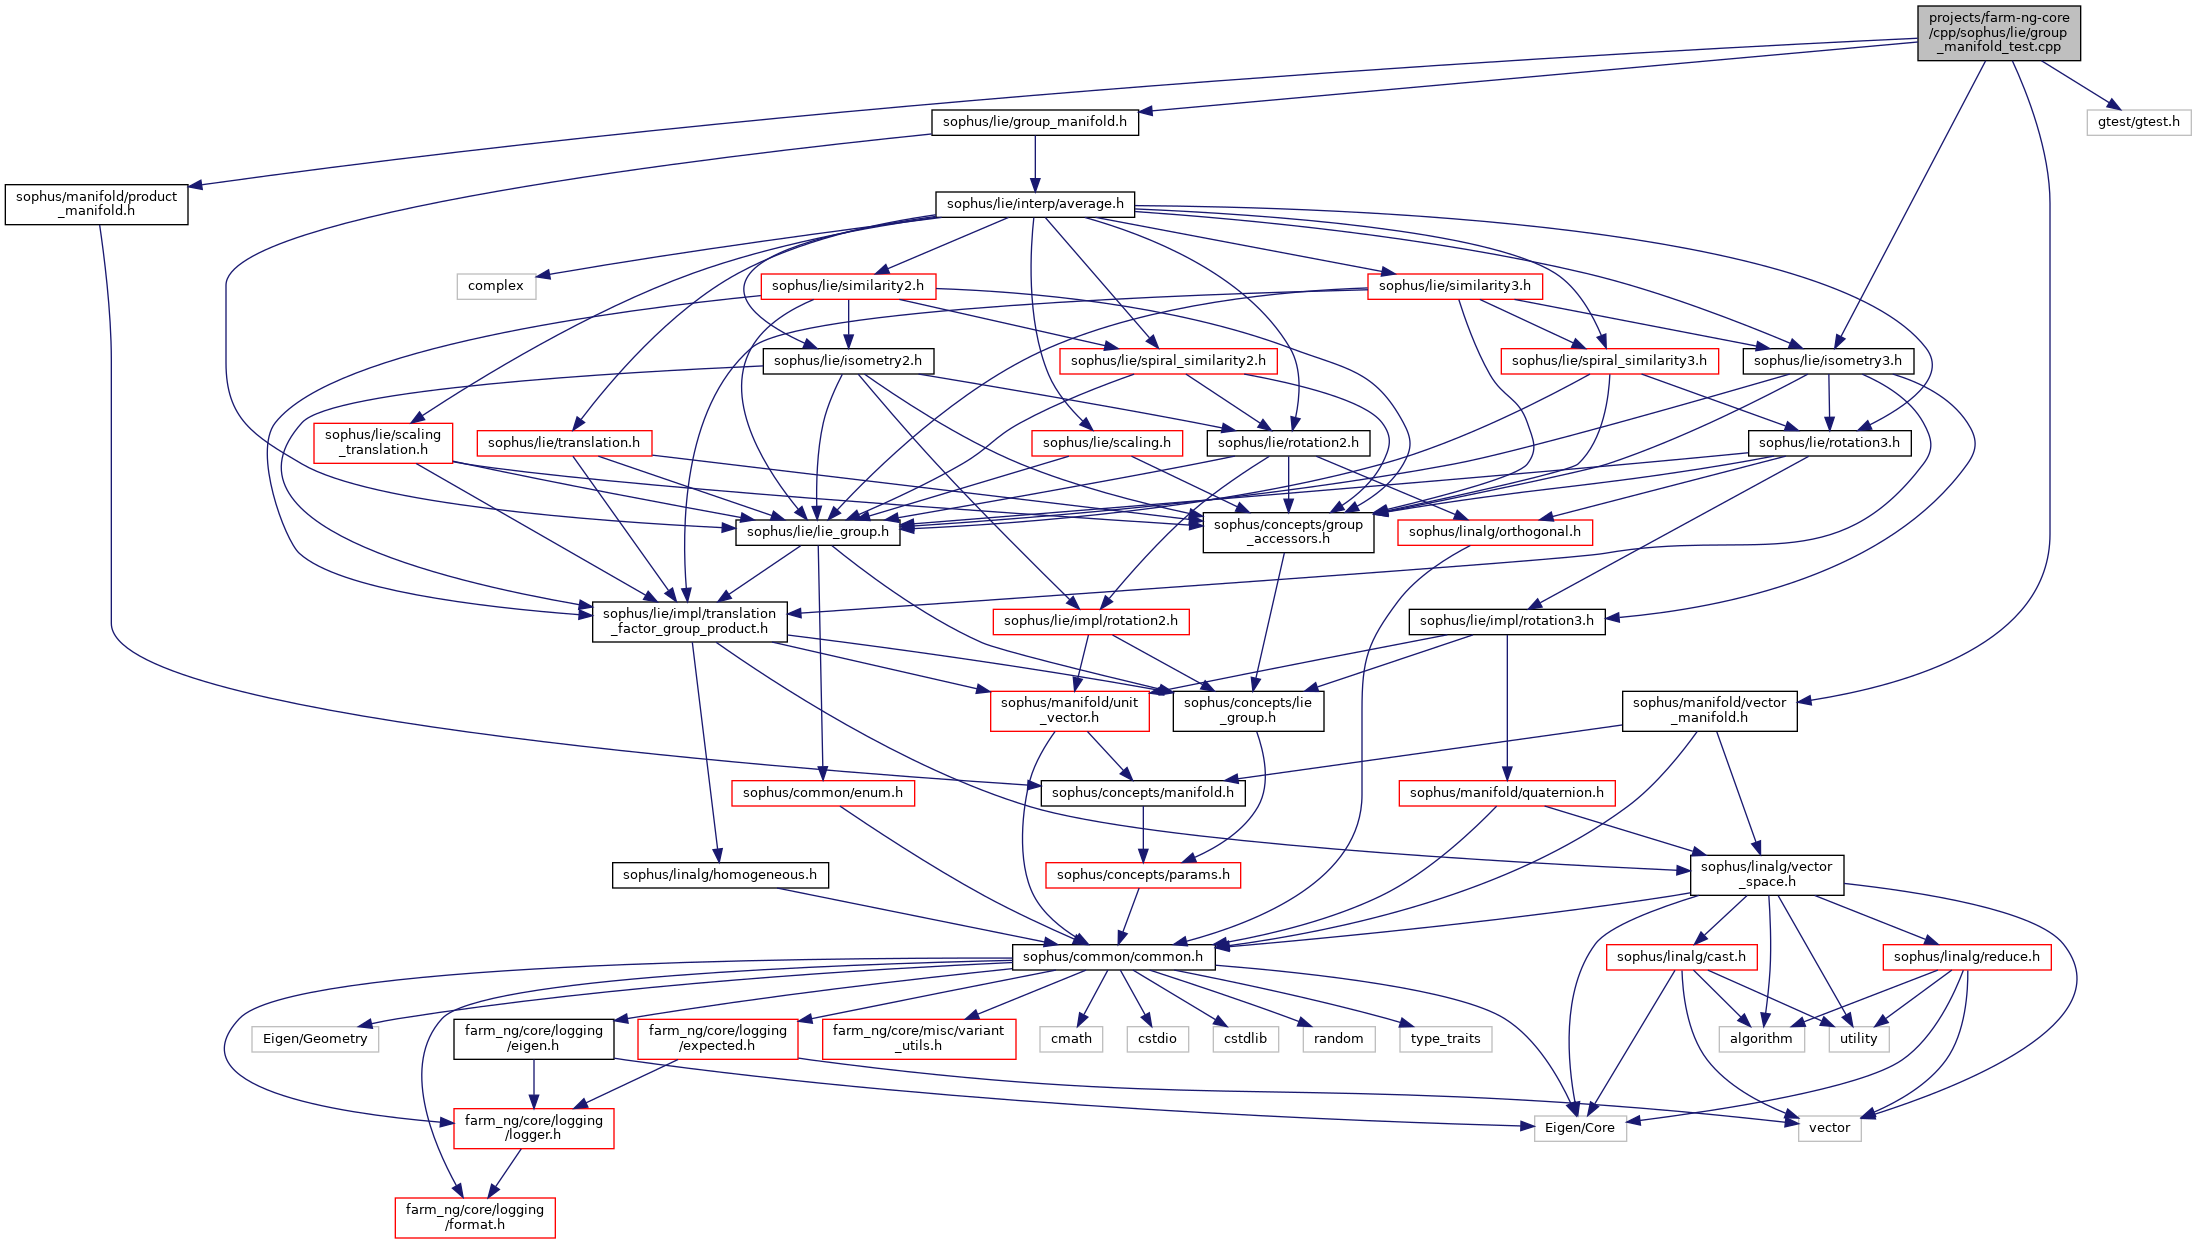 projects/farm-ng-core
/cpp/sophus/lie/group
_manifold_test.cpp
sophus/lie/group_manifold.h
gtest/gtest.h
sophus/manifold/product
_manifold.h
sophus/lie/interp/average.h
complex
sophus/lie/similarity2.h
sophus/lie/similarity3.h
sophus/lie/isometry2.h
sophus/lie/spiral_similarity2.h
sophus/lie/spiral_similarity3.h
sophus/lie/isometry3.h
sophus/lie/scaling
_translation.h
sophus/lie/translation.h
sophus/lie/scaling.h
sophus/lie/rotation2.h
sophus/lie/rotation3.h
sophus/lie/lie_group.h
sophus/concepts/group
_accessors.h
sophus/linalg/orthogonal.h
sophus/lie/impl/translation
_factor_group_product.h
sophus/lie/impl/rotation2.h
sophus/lie/impl/rotation3.h
sophus/manifold/unit
_vector.h
sophus/concepts/lie
_group.h
sophus/manifold/vector
_manifold.h
sophus/common/enum.h
sophus/concepts/manifold.h
sophus/manifold/quaternion.h
sophus/linalg/homogeneous.h
sophus/concepts/params.h
sophus/linalg/vector
_space.h
sophus/common/common.h
sophus/linalg/cast.h
sophus/linalg/reduce.h
Eigen/Geometry
farm_ng/core/logging
/eigen.h
farm_ng/core/logging
/expected.h
farm_ng/core/misc/variant
_utils.h
cmath
cstdio
cstdlib
random
type_traits
algorithm
utility
farm_ng/core/logging
/logger.h
Eigen/Core
vector
farm_ng/core/logging
/format.h